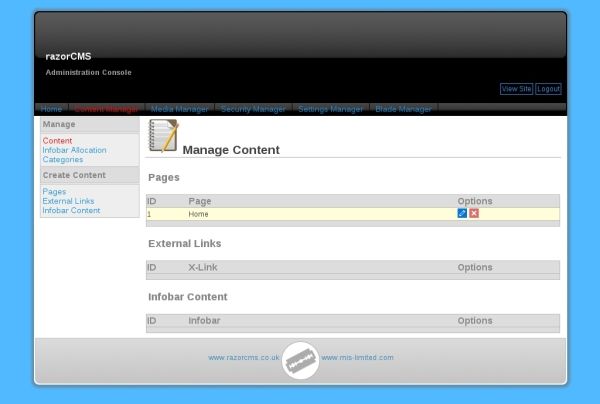 razorCMS
Administration Console
View Site Logout
Home Content Manager Media Manager Security Manager Settings Manager Blade Manager
Manage
Content
Infobar Allocation
Categories
Create Content
Pages
External Links
Infobar Content
Manage Content
Pages
ID Page Options
1 Home
External Links
ID X-Link Options
Infobar Content
ID Infobar Options
www.razorcms.co.uk www.mis-limited.com